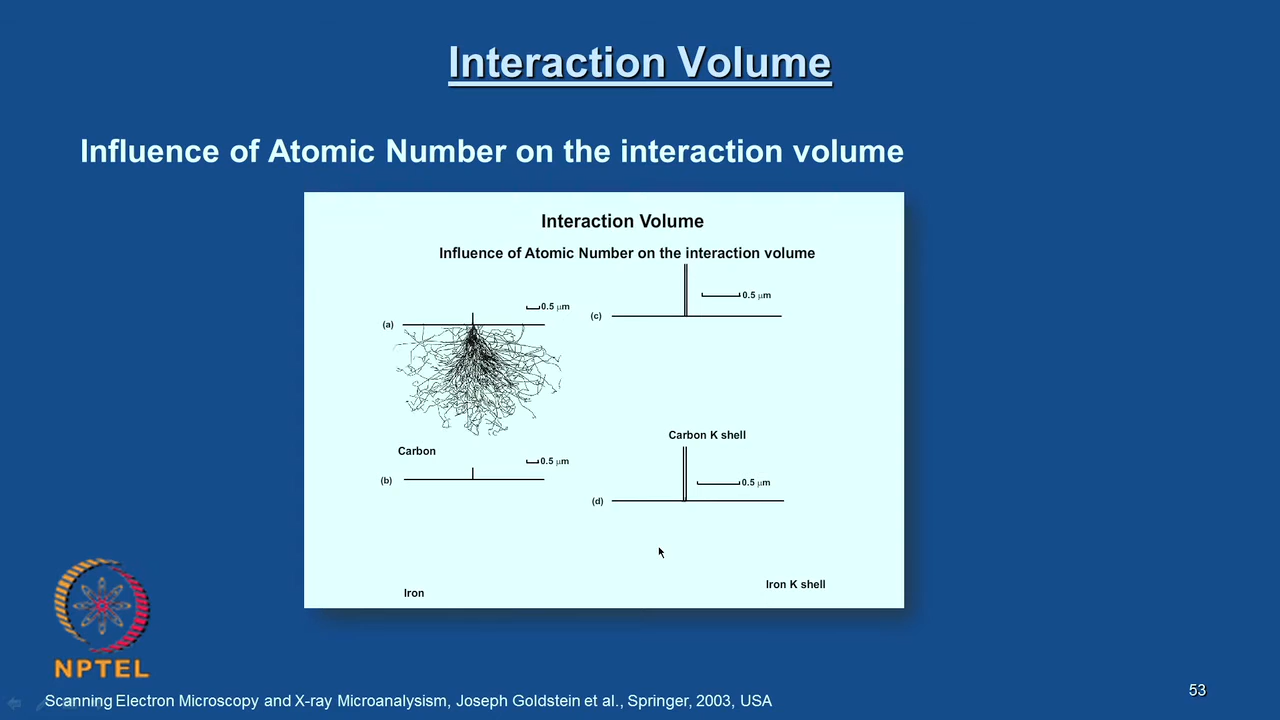 Interaction Volume
Influence of Atomic Number on the interaction volume
Interaction Volume
Influence of Atomic Number on the interaction volume
(a)
0.5 μm
(c)
0.5 μm
Carbon
Carbon K shell
(b)
0.5 μm
(d)
0.5 μm
Iron
Iron K shell
NPTEL
Scanning Electron Microscopy and X-ray Microanalysism, Joseph Goldstein et al., Springer, 2003, USA
53